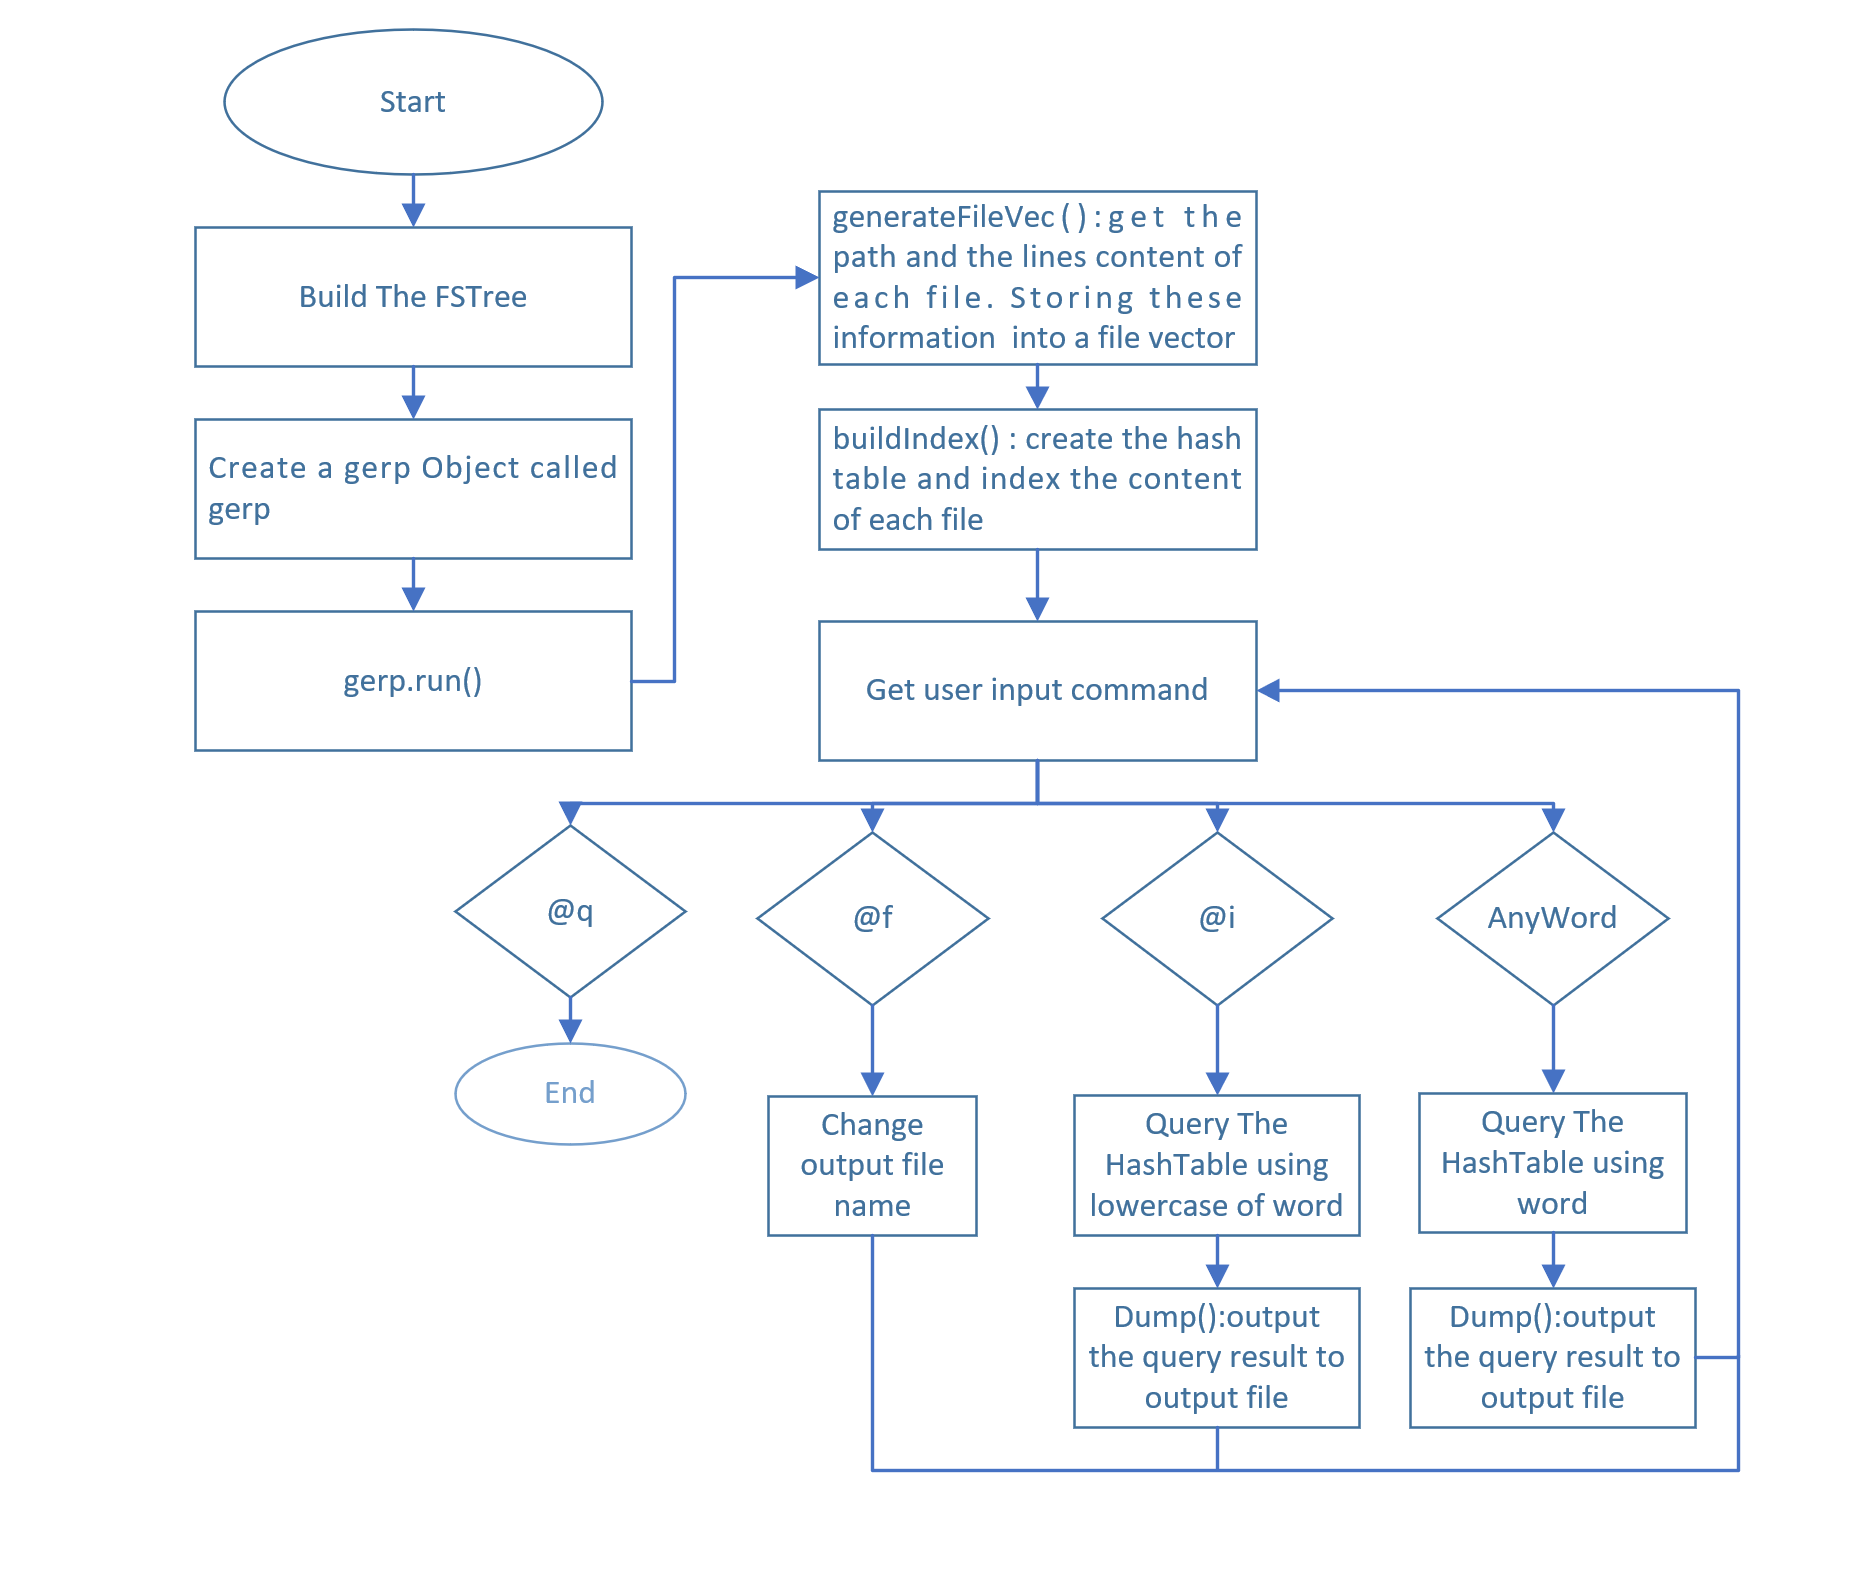 Start
Build The FSTree
Create a gerp Object called
gerp
gerp.run()
generateFileVec():get the
path and the lines content of
each file. Storing these
information into a file vector
buildIndex() : create the hash
table and index the content
of each file
Get user input command
@q
@f
@i
AnyWord
End
Change
output file
name
Query The
HashTable using
lowercase of word
Query The
HashTable using
word
Dump():output
the query result to
output file
Dump():output
the query result to
output file